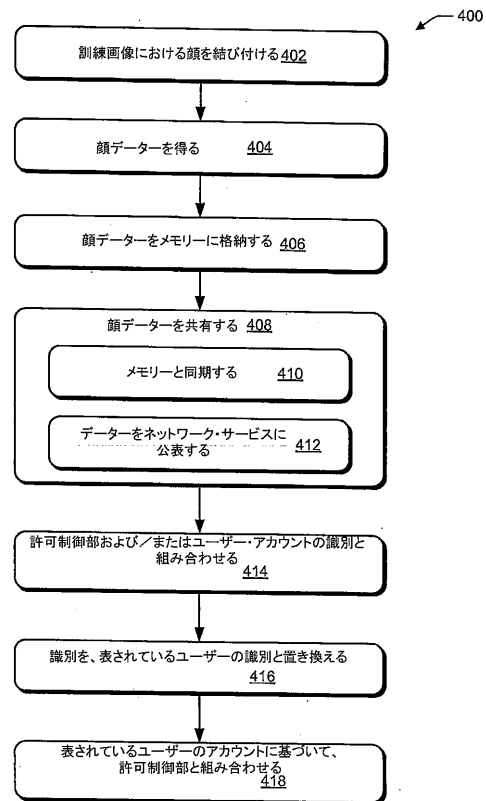 400
訓練画像における顔を結び付ける 402
顔データーを得る 404
顔データーをメモリーに格納する 406
顔データーを共有する 408
メモリーと同期する 410
データーをネットワーク・サービスに
公表する 412
許可制御部および/またはユーザー・アカウントの識別と
組み合わせる
414
識別を、表されているユーザーの識別と置き換える
416
表されているユーザーのアカウントに基づいて、
許可制御部と組み合わせる
418